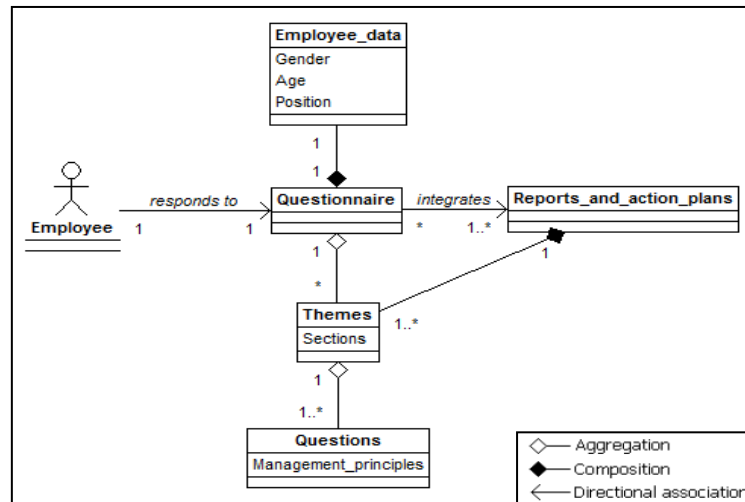 Employee_data
Gender
Age
Position
1
1
responds to
Questionnaire
integrates
Reports_and_action_plans
Employee
1
1
*
1..*
1
1
*
Themes
1..*
Sections
1
1..*
Questions
Management_principles
Aggregation
Composition
Directional association